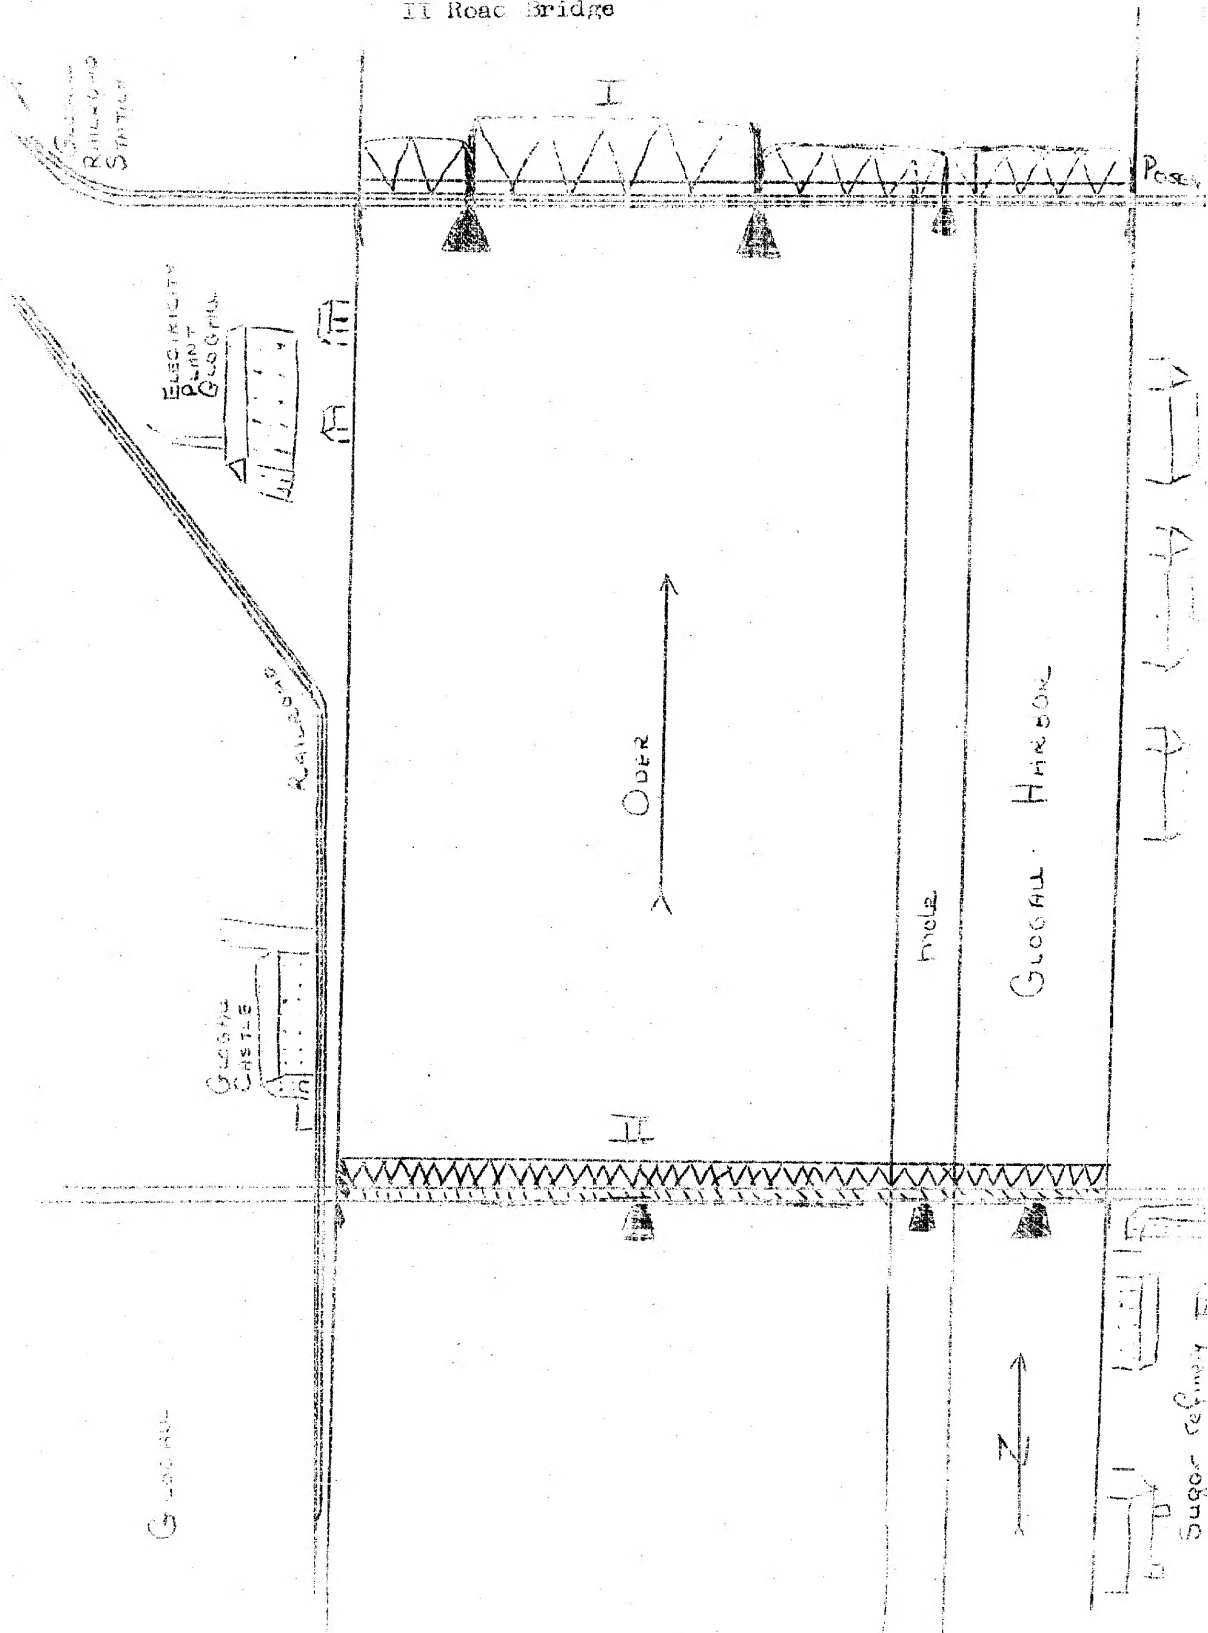 II Road Bridge
I
RAILROAD
STATION
Posen
ELECTRICITY
PLANT
GLOGAU
RAILROAD
ODER
GLOGAU HARBOR
mole
GLOGAU
CASTLE
II
N
GLOGAU
Sugar refinery